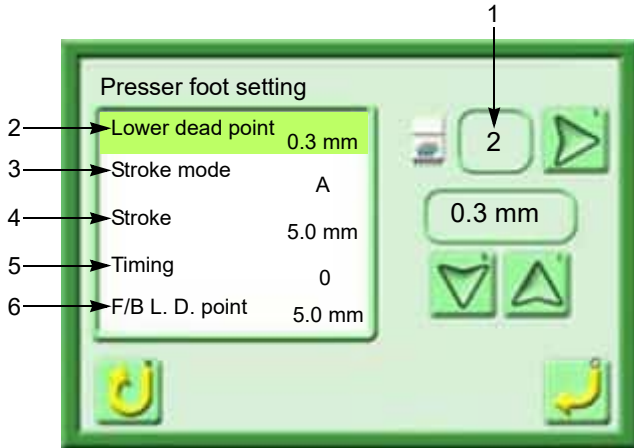 1
Presser foot setting
2 Lower dead point 0.3 mm
3 Stroke mode A
4 Stroke 5.0 mm
5 Timing 0
6 F/B L. D. point 5.0 mm
2
0.3 mm